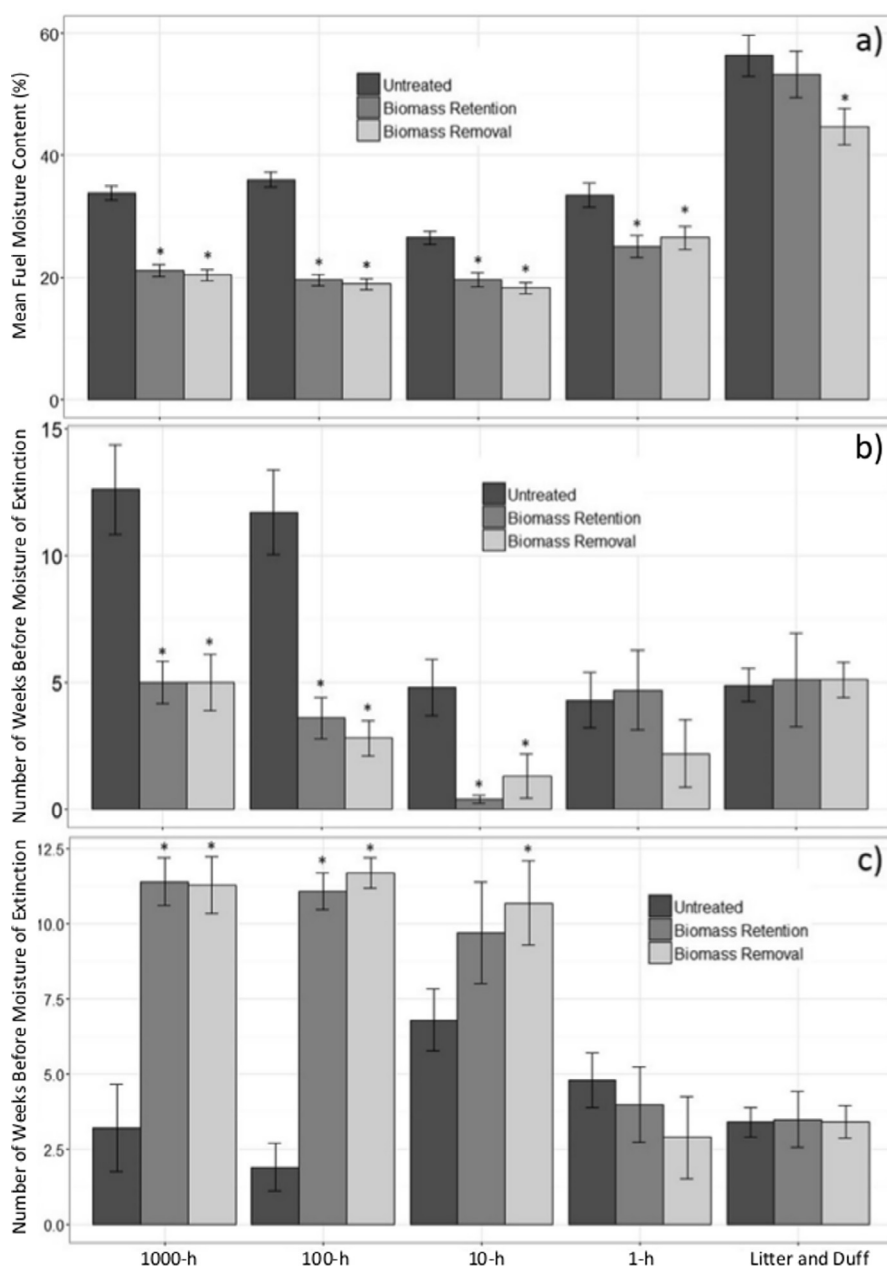 a)
Mean Fuel Moisture Content (%)
60
40
20
0
Untreated
Biomass Retention
Biomass Removal
*
*
*
*
*
*
*
*
*
b)
Number of Weeks Before Moisture of Extinction
15
10
5
0
Untreated
Biomass Retention
Biomass Removal
*
*
*
*
*
*
c)
Number of Weeks Before Moisture of Extinction
12.5
10.0
7.5
5.0
2.5
0.0
Untreated
Biomass Retention
Biomass Removal
*
*
*
*
*
1000-h 100-h 10-h 1-h Litter and Duff